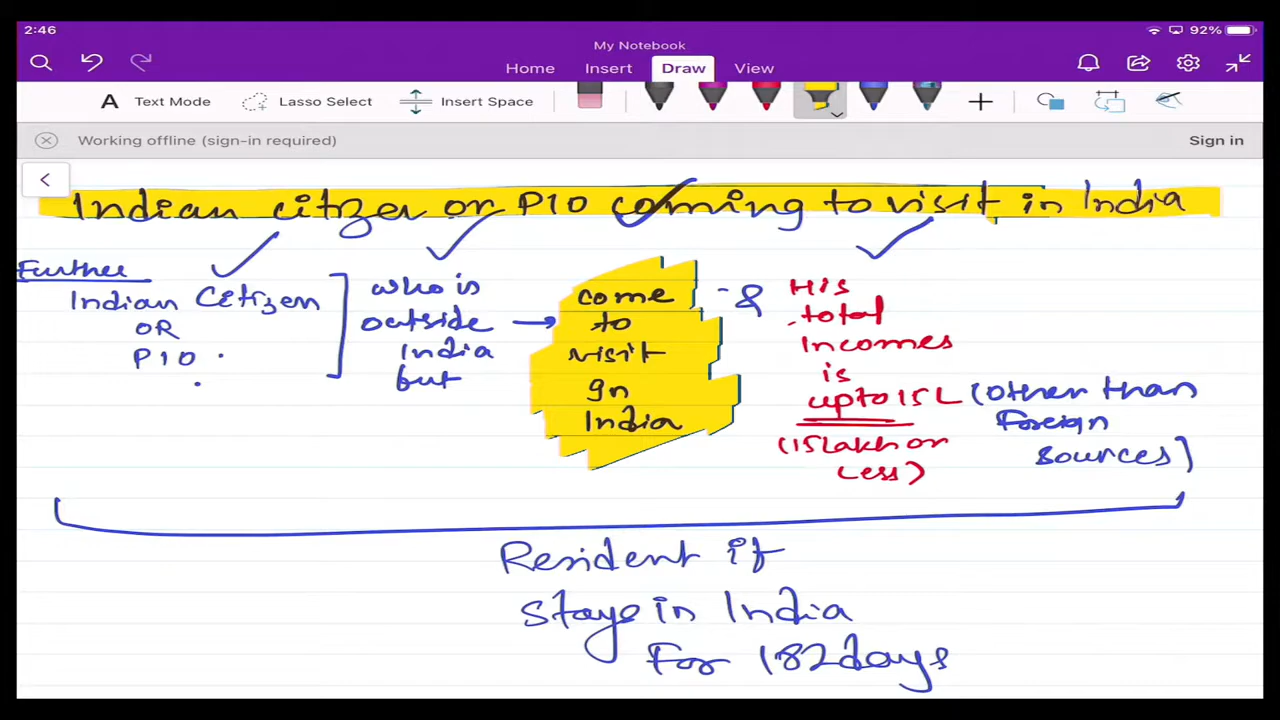 2:46
92%
My Notebook
Home Insert Draw View
Text Mode Lasso Select Insert Space
Working offline (sign-in required) Sign in
Indian citizen or PIO coming to visit in India
Further
Indian Citizen
OR
PIO
who is
outside
India
but
come
to
visit
in
India
&
His
total
incomes
is
upto 15L
(15 lakh or
less)
(other than
Foreign
sources)
Resident if
stays in India
For 182 days